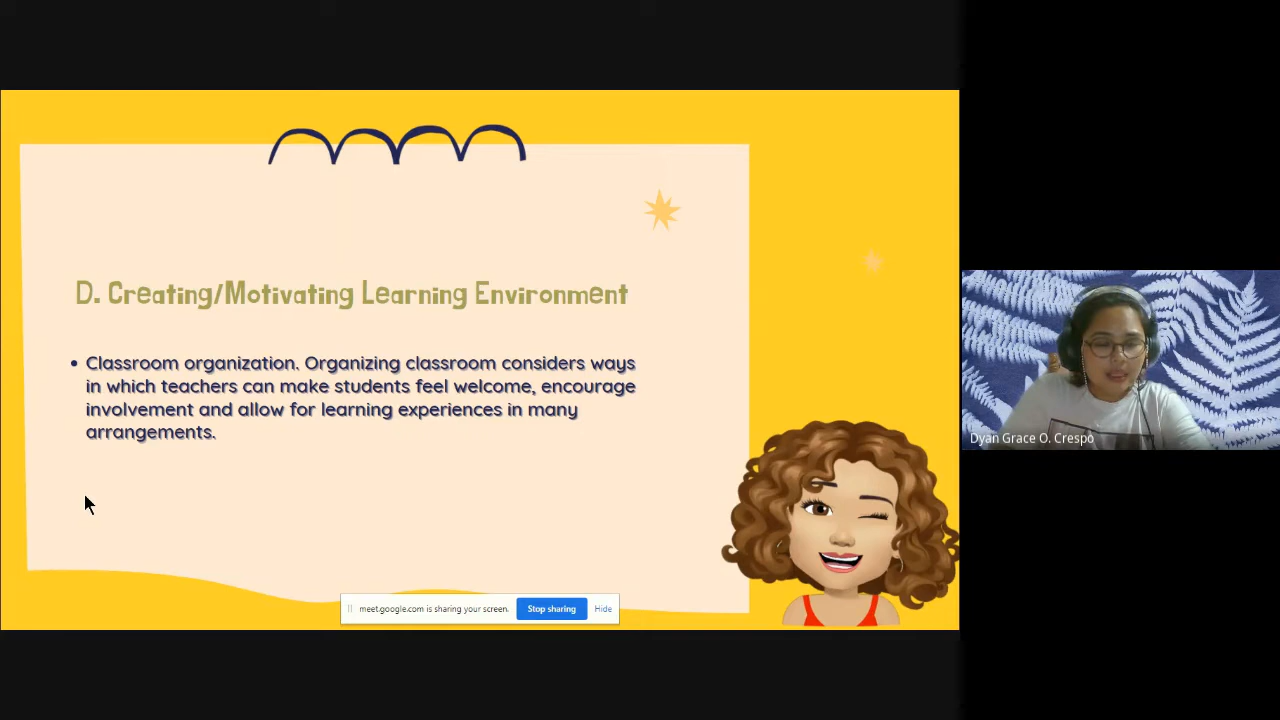 D. Creating/Motivating Learning Environment
• Classroom organization. Organizing classroom considers ways
in which teachers can make students feel welcome, encourage
involvement and allow for learning experiences in many
arrangements.
meet.google.com is sharing your screen. Stop sharing Hide
Dyan Grace O. Crespo